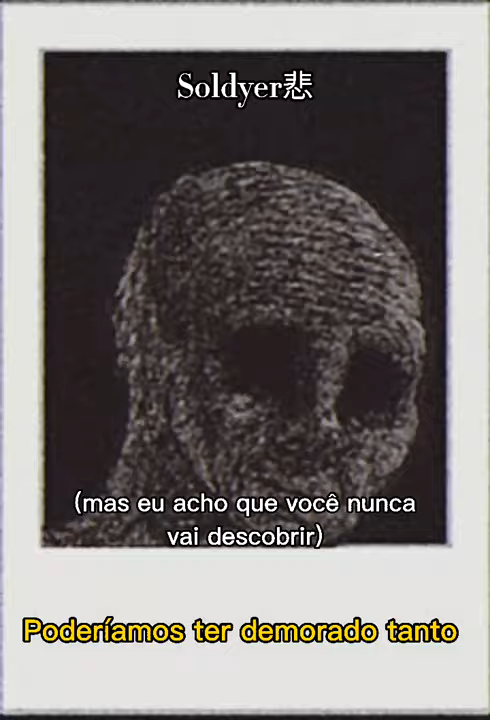 Soldyer悲
(mas eu acho que você nunca
vai descobrir)
Poderíamos ter demorado tanto